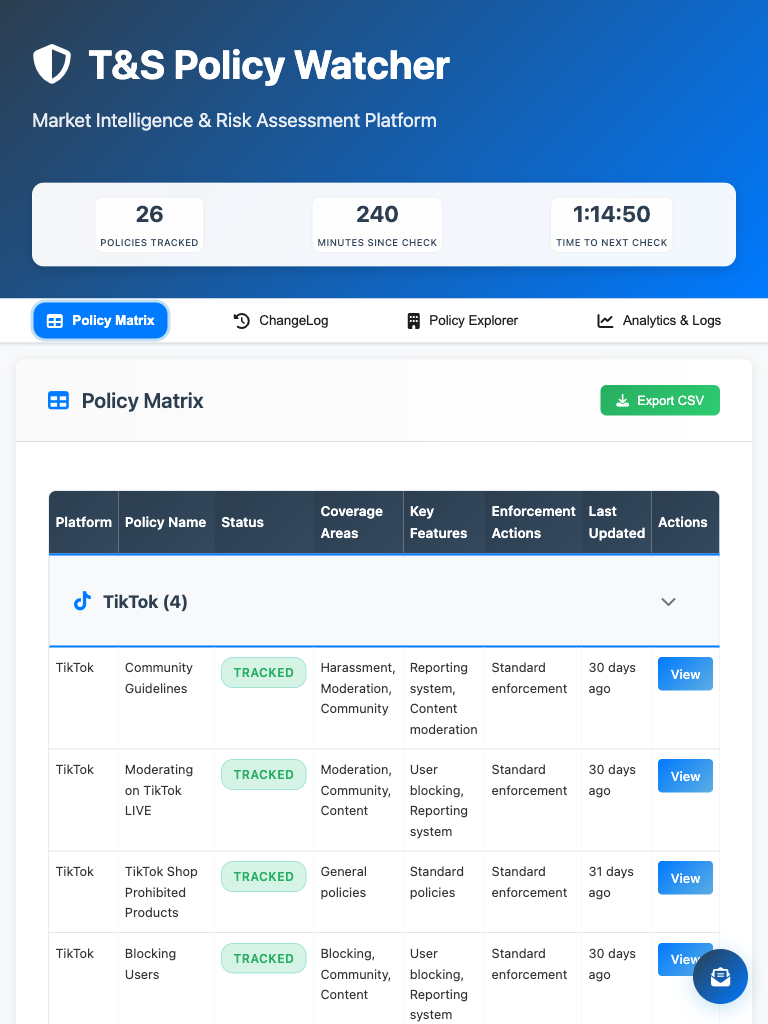 T&S Policy Watcher
Market Intelligence & Risk Assessment Platform
26
POLICIES TRACKED
240
MINUTES SINCE CHECK
1:14:50
TIME TO NEXT CHECK
Policy Matrix
ChangeLog
Policy Explorer
Analytics & Logs
Policy Matrix
Export CSV
Platform
Policy Name
Status
Coverage
Areas
Key
Features
Enforcement
Actions
Last
Updated
Actions
TikTok (4)
TikTok
Community
Guidelines
TRACKED
Harassment,
Moderation,
Community
Reporting
system,
Content
moderation
Standard
enforcement
30 days
ago
View
TikTok
Moderating
on TikTok
LIVE
TRACKED
Moderation,
Community,
Content
User
blocking,
Reporting
system
Standard
enforcement
30 days
ago
View
TikTok
TikTok Shop
Prohibited
Products
TRACKED
General
policies
Standard
policies
Standard
enforcement
31 days
ago
View
TikTok
Blocking
Users
TRACKED
Blocking,
Community,
Content
User
blocking,
Reporting
system
Standard
enforcement
30 days
ago
View